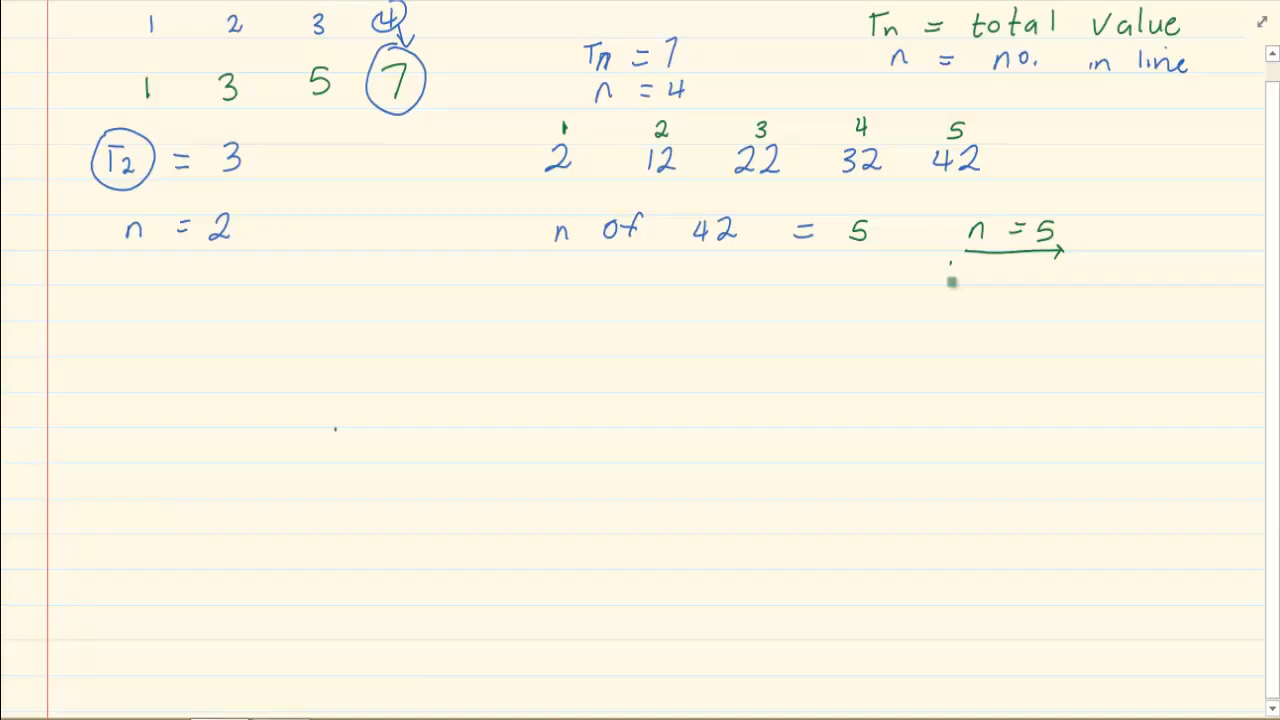 1 2 3 4
1 3 5 7
Tn = 7
n = 4
Tn = total value
n = no. in line
T2 = 3
n = 2
1 2 3 4 5
2 12 22 32 42
n of 42 = 5 n = 5